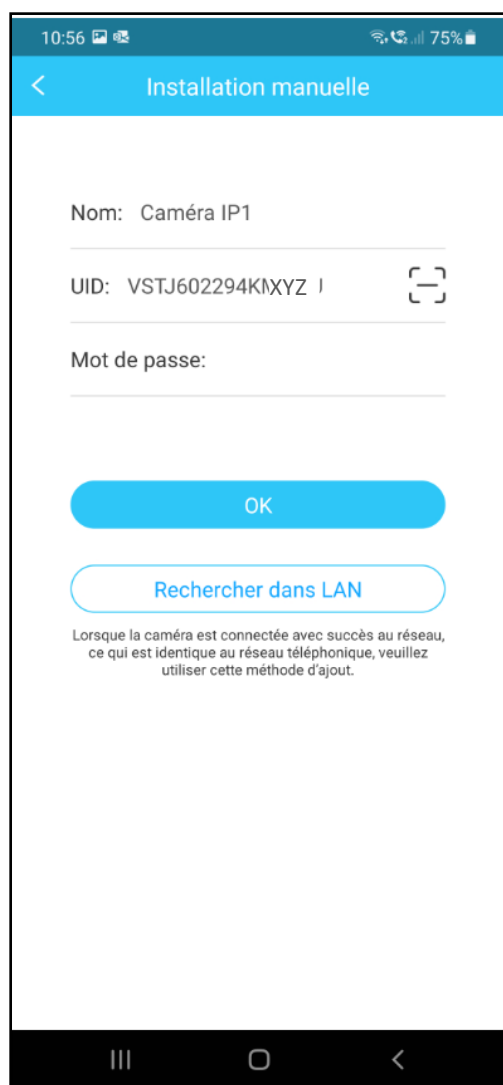 10:56 75%
Installation manuelle
Nom: Caméra IP1
UID: VSTJ602294KMXYZ J
Mot de passe:
OK
Rechercher dans LAN
Lorsque la caméra est connectée avec succès au réseau,
ce qui est identique au réseau téléphonique, veuillez
utiliser cette méthode d'ajout.